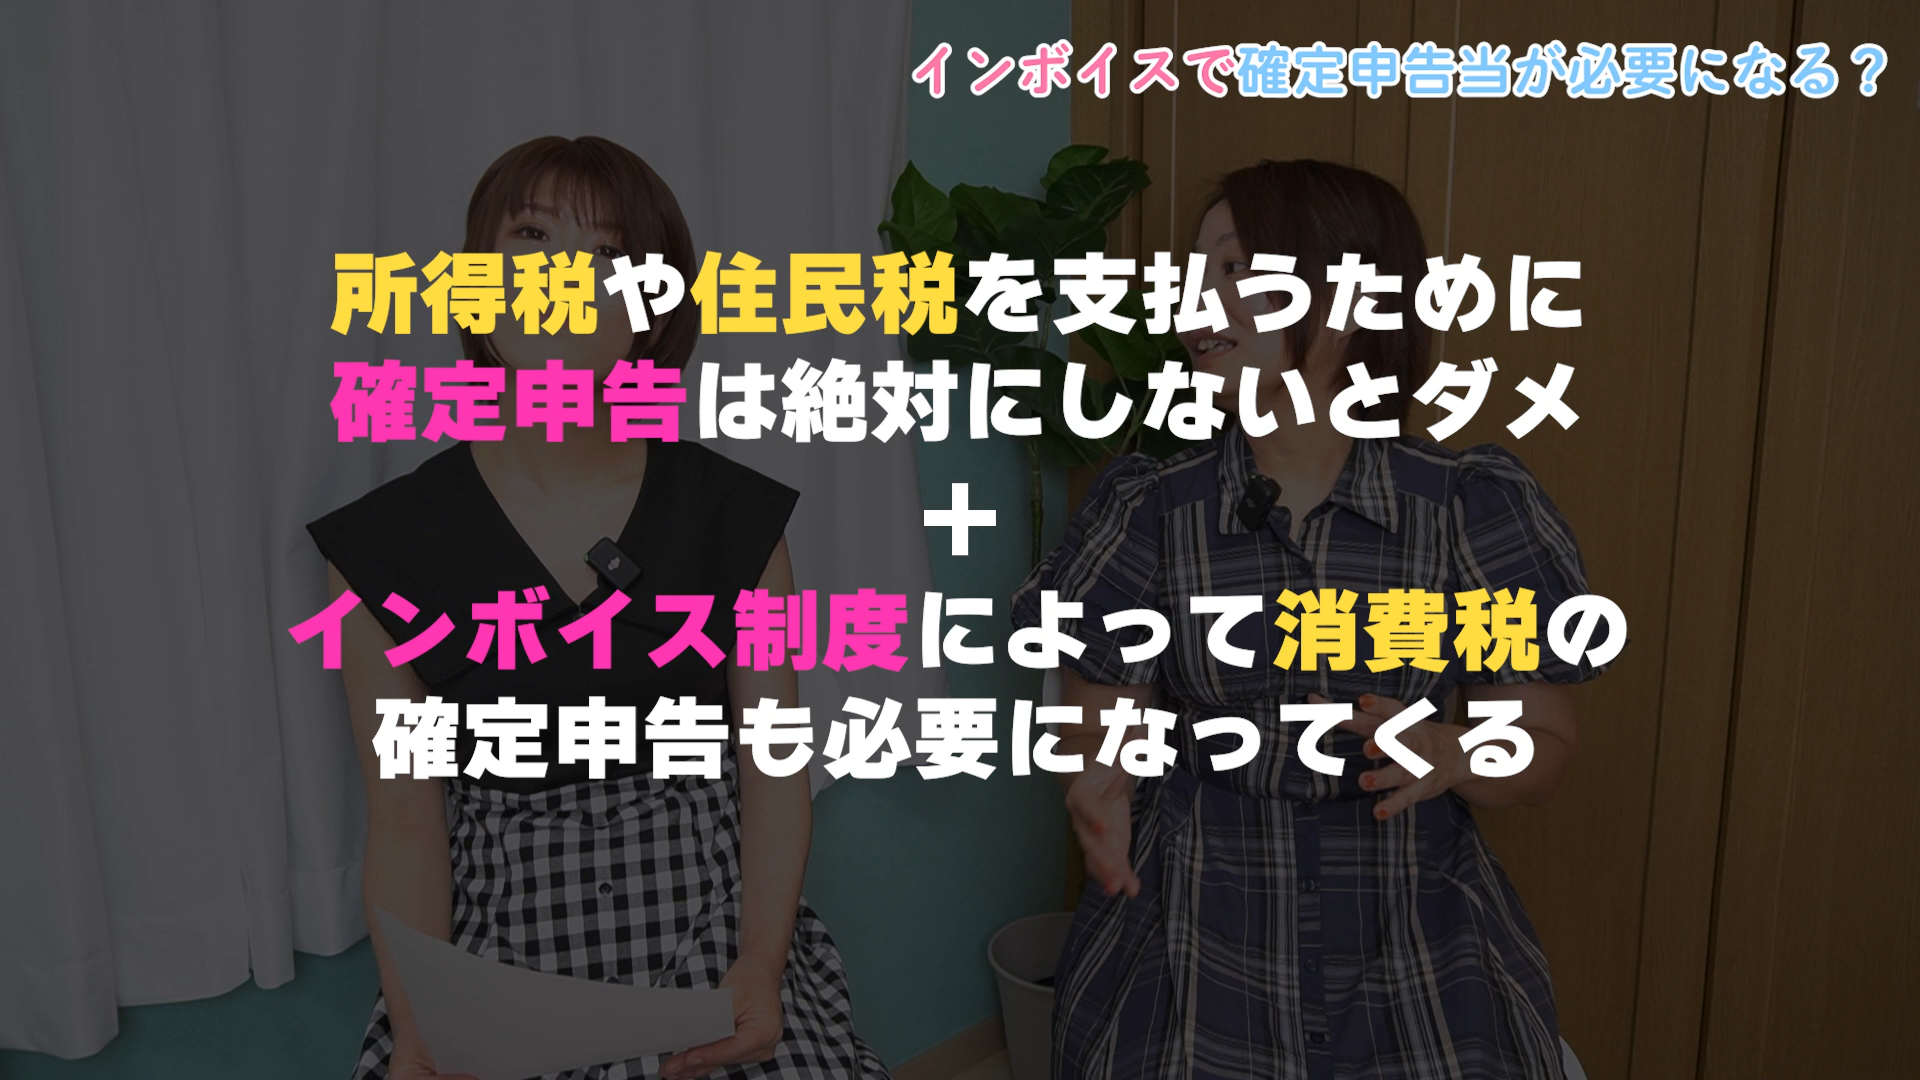 インボイスで確定申告当が必要になる？
所得税や住民税を支払うために
確定申告は絶対にしないとダメ
＋
インボイス制度によって消費税の
確定申告も必要になってくる